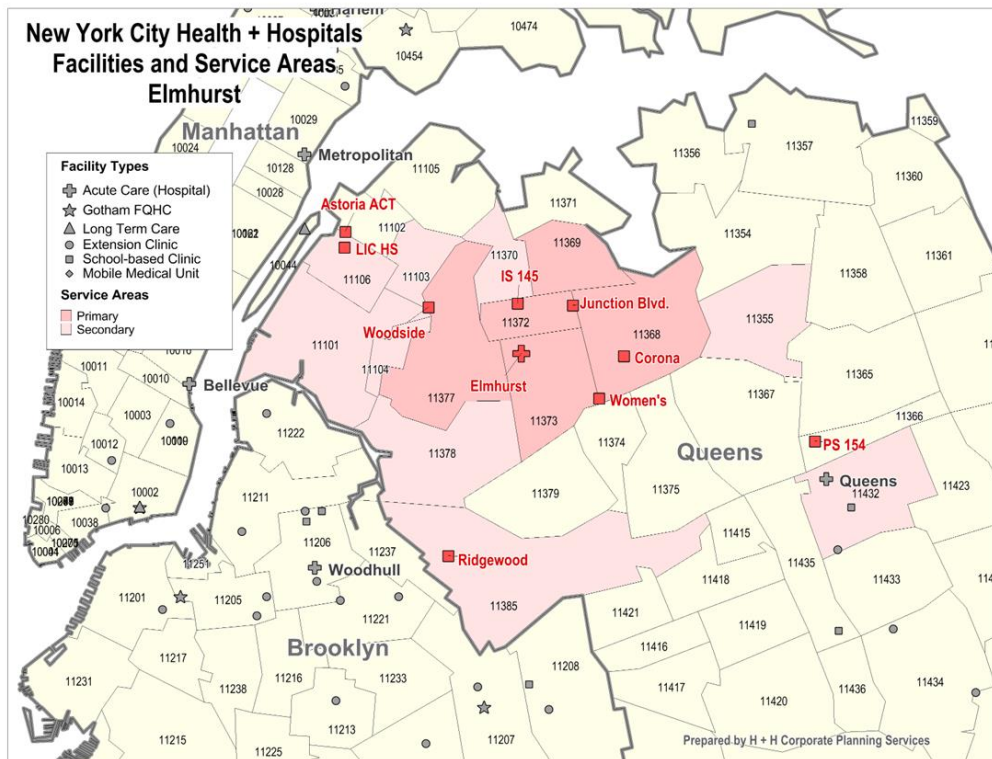 New York City Health + Hospitals
Facilities and Service Areas
Elmhurst
10454
10474
Manhattan
10029
10024
Metropolitan
10128
10028
11105
11356
11357
11359
11360
Facility Types
Acute Care (Hospital)
Gotham FQHC
Long Term Care
Extension Clinic
School-based Clinic
Mobile Medical Unit
Service Areas
Primary
Secondary
Astoria ACT
11102
LIC HS
11371
11369
11354
11361
11370
11358
10044
11106
11103
IS 145
Junction Blvd.
11372
11368
11355
Woodside
11101
11104
Corona
11365
10011
10010
Bellevue
Elmhurst
11377
Women's
11367
10014
10003
11366
10012
11222
11373
11374
Queens
PS 154
10013
11378
Queens
10002
11211
11379
11375
11432
11423
10280
10006
10038
11206
11237
11415
11251
Woodhull
Ridgewood
11435
11433
11201
11205
11385
11418
11421
11221
11419
Brooklyn
11416
11217
11216
11233
11208
11231
11238
11417
11436
11434
11420
11213
11215
11207
11225
Prepared by H + H Corporate Planning Services